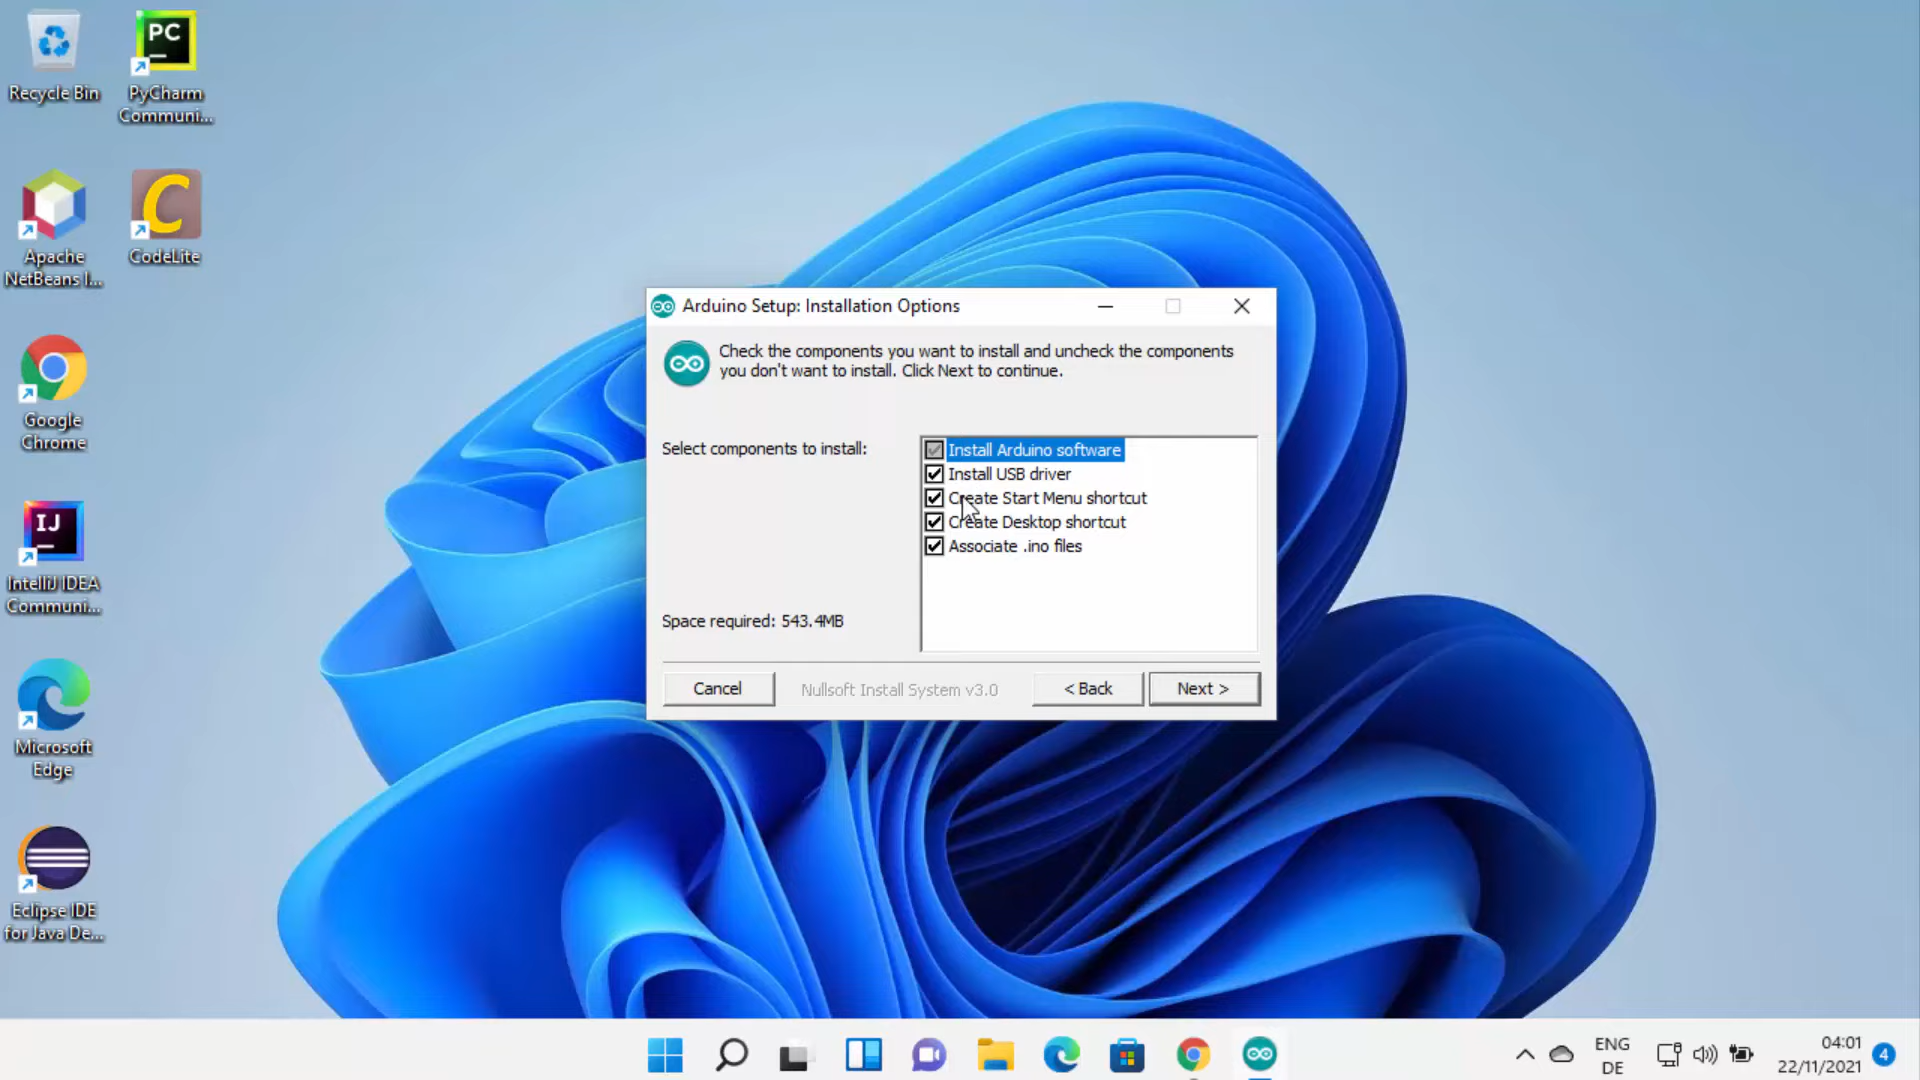 Recycle Bin
PC
PyCharm
Communi...
Apache
NetBeans I...
C
CodeLite
Google
Chrome
IJ
IntelliJ IDEA
Communi...
Microsoft
Edge
Eclipse IDE
for Java De...
Arduino Setup: Installation Options
Check the components you want to install and uncheck the components
you don't want to install. Click Next to continue.
Select components to install:
Install Arduino software
Install USB driver
Create Start Menu shortcut
Create Desktop shortcut
Associate .ino files
Space required: 543.4MB
Cancel
Nullsoft Install System v3.0
< Back
Next >
ENG
DE
04:01
22/11/2021
4